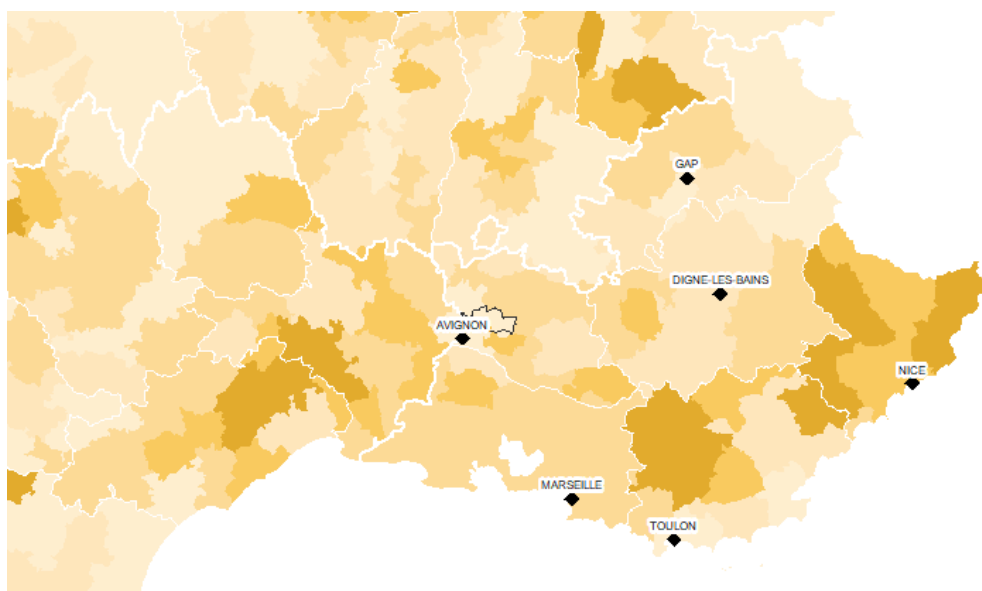 GAP
DIGNE-LES-BAINS
AVIGNON
NICE
MARSEILLE
TOULON